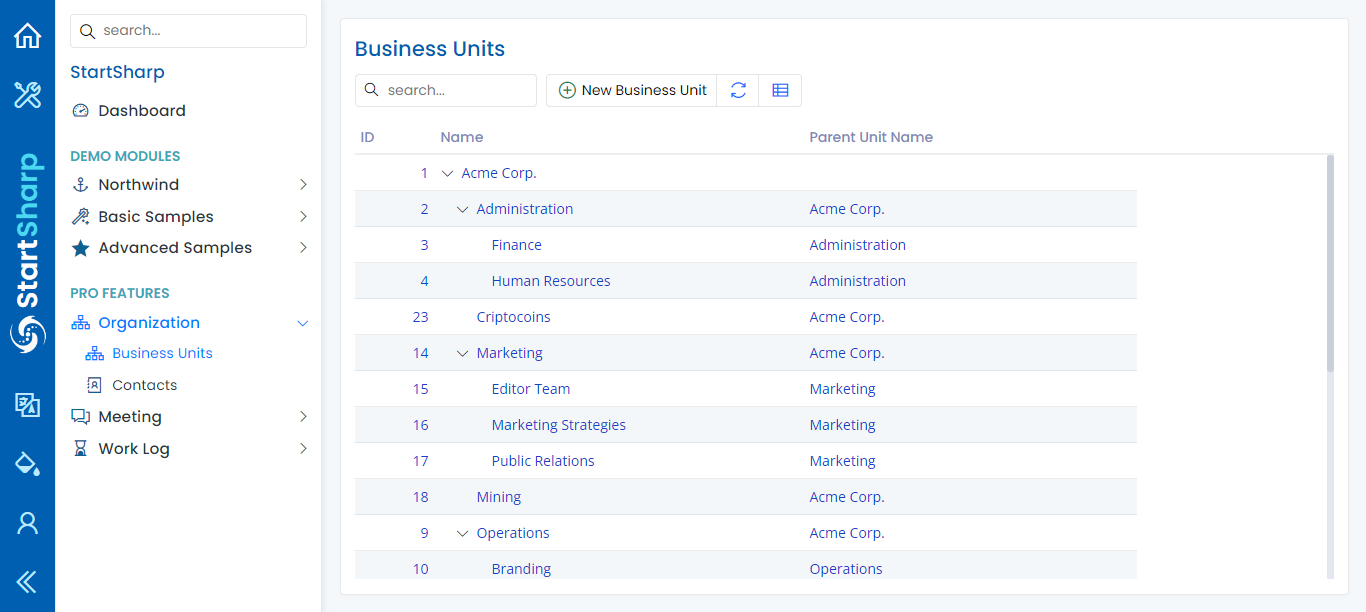 StartSharp
search...
StartSharp
Dashboard
DEMO MODULES
Northwind
Basic Samples
Advanced Samples
PRO FEATURES
Organization
Business Units
Contacts
Meeting
Work Log
Business Units
search... New Business Unit
ID Name Parent Unit Name
1 Acme Corp.
2 Administration Acme Corp.
3 Finance Administration
4 Human Resources Administration
23 Criptocoins Acme Corp.
14 Marketing Acme Corp.
15 Editor Team Marketing
16 Marketing Strategies Marketing
17 Public Relations Marketing
18 Mining Acme Corp.
9 Operations Acme Corp.
10 Branding Operations